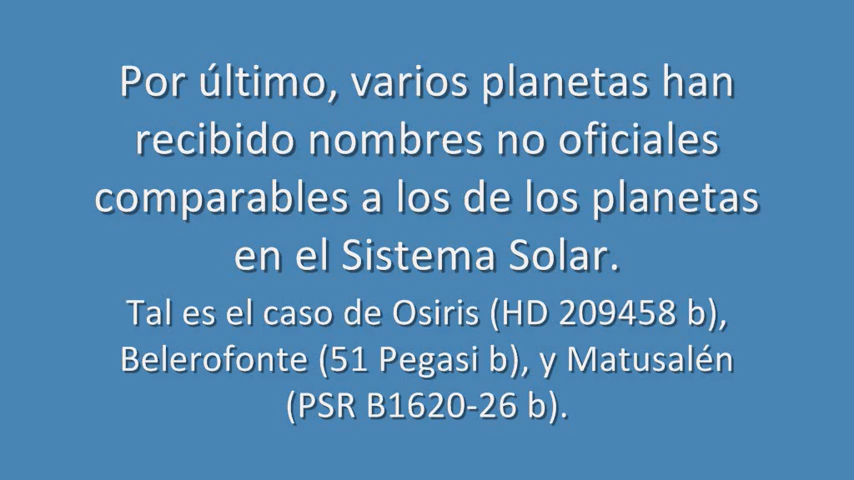 Por último, varios planetas han
recibido nombres no oficiales
comparables a los de los planetas
en el Sistema Solar.
Tal es el caso de Osiris (HD 209458 b),
Belerofonte (51 Pegasi b), y Matusalén
(PSR B1620-26 b).